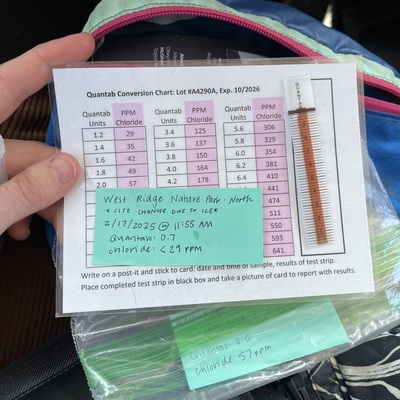 Quantab Conversion Chart: Lot #A4290A, Exp. 10/2026
Quantab Units PPM Chloride Quantab Units PPM Chloride Quantab Units PPM Chloride
1.2 29 3.4 125 5.6 306
1.4 35 3.6 137 5.8 329
1.6 42 3.8 150 6.0 354
1.8 49 4.0 164 6.2 381
2.0 57 4.2 178 6.4 410
441
474
511
550
593
641
QUANTAB
West Ridge Nature Park - North
* SITE CHANGE DUE TO ICE *
2/17/2025 @ 11:55 AM
Quantab: 0.7
Chloride: <29 ppm
Write on a post-it and stick to card: date and time of sample, results of test strip.
Place completed test strip in black box and take a picture of card to report with results.
Quantab 2.0
chloride: 57 ppm